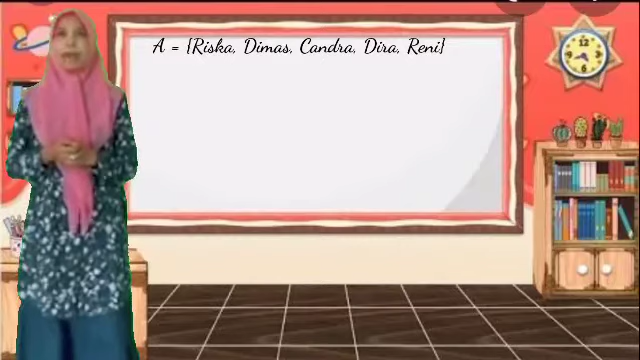 A = {Riska, Dimas, Candra, Dira, Reni}